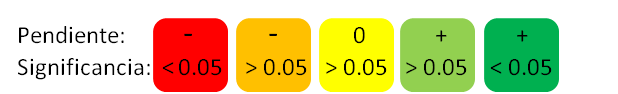 Pendiente: - - 0 + +
Significancia: < 0.05 > 0.05 > 0.05 > 0.05 < 0.05